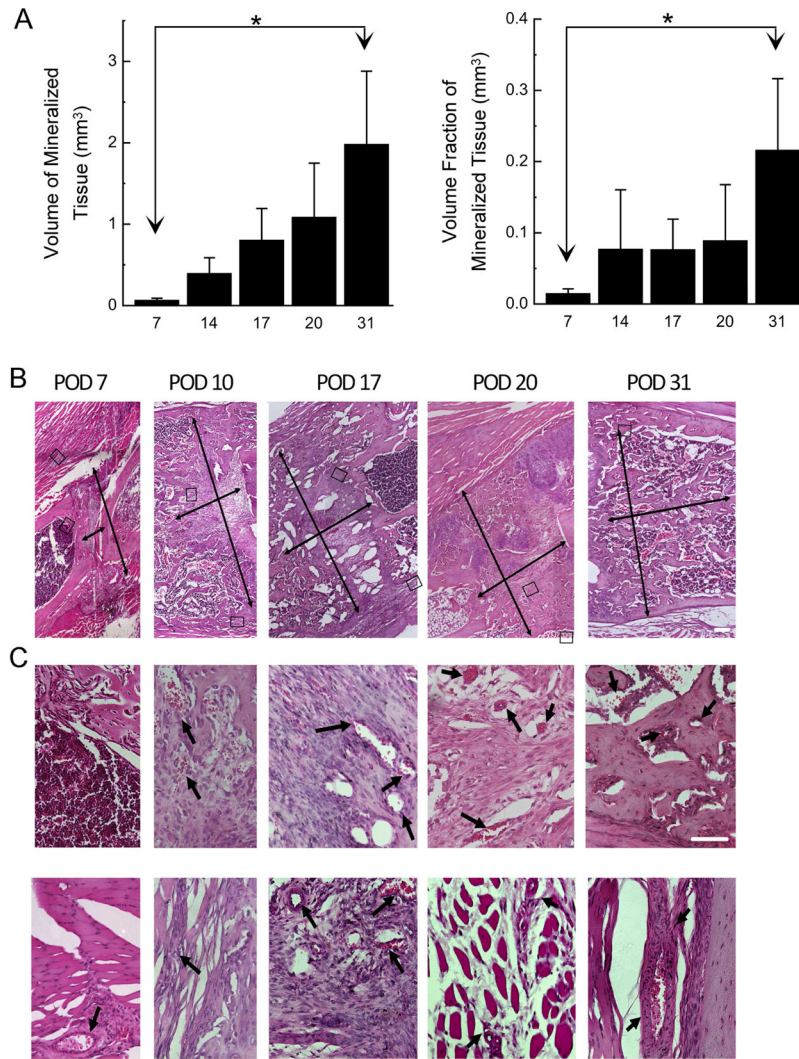 A
*
*
Volume of Mineralized
Tissue (mm³)
3
2
1
0
7 14 17 20 31
Volume Fraction of
Mineralized Tissue (mm³)
0.4
0.3
0.2
0.1
0.0
7 14 17 20 31
B
POD 7 POD 10 POD 17 POD 20 POD 31
C